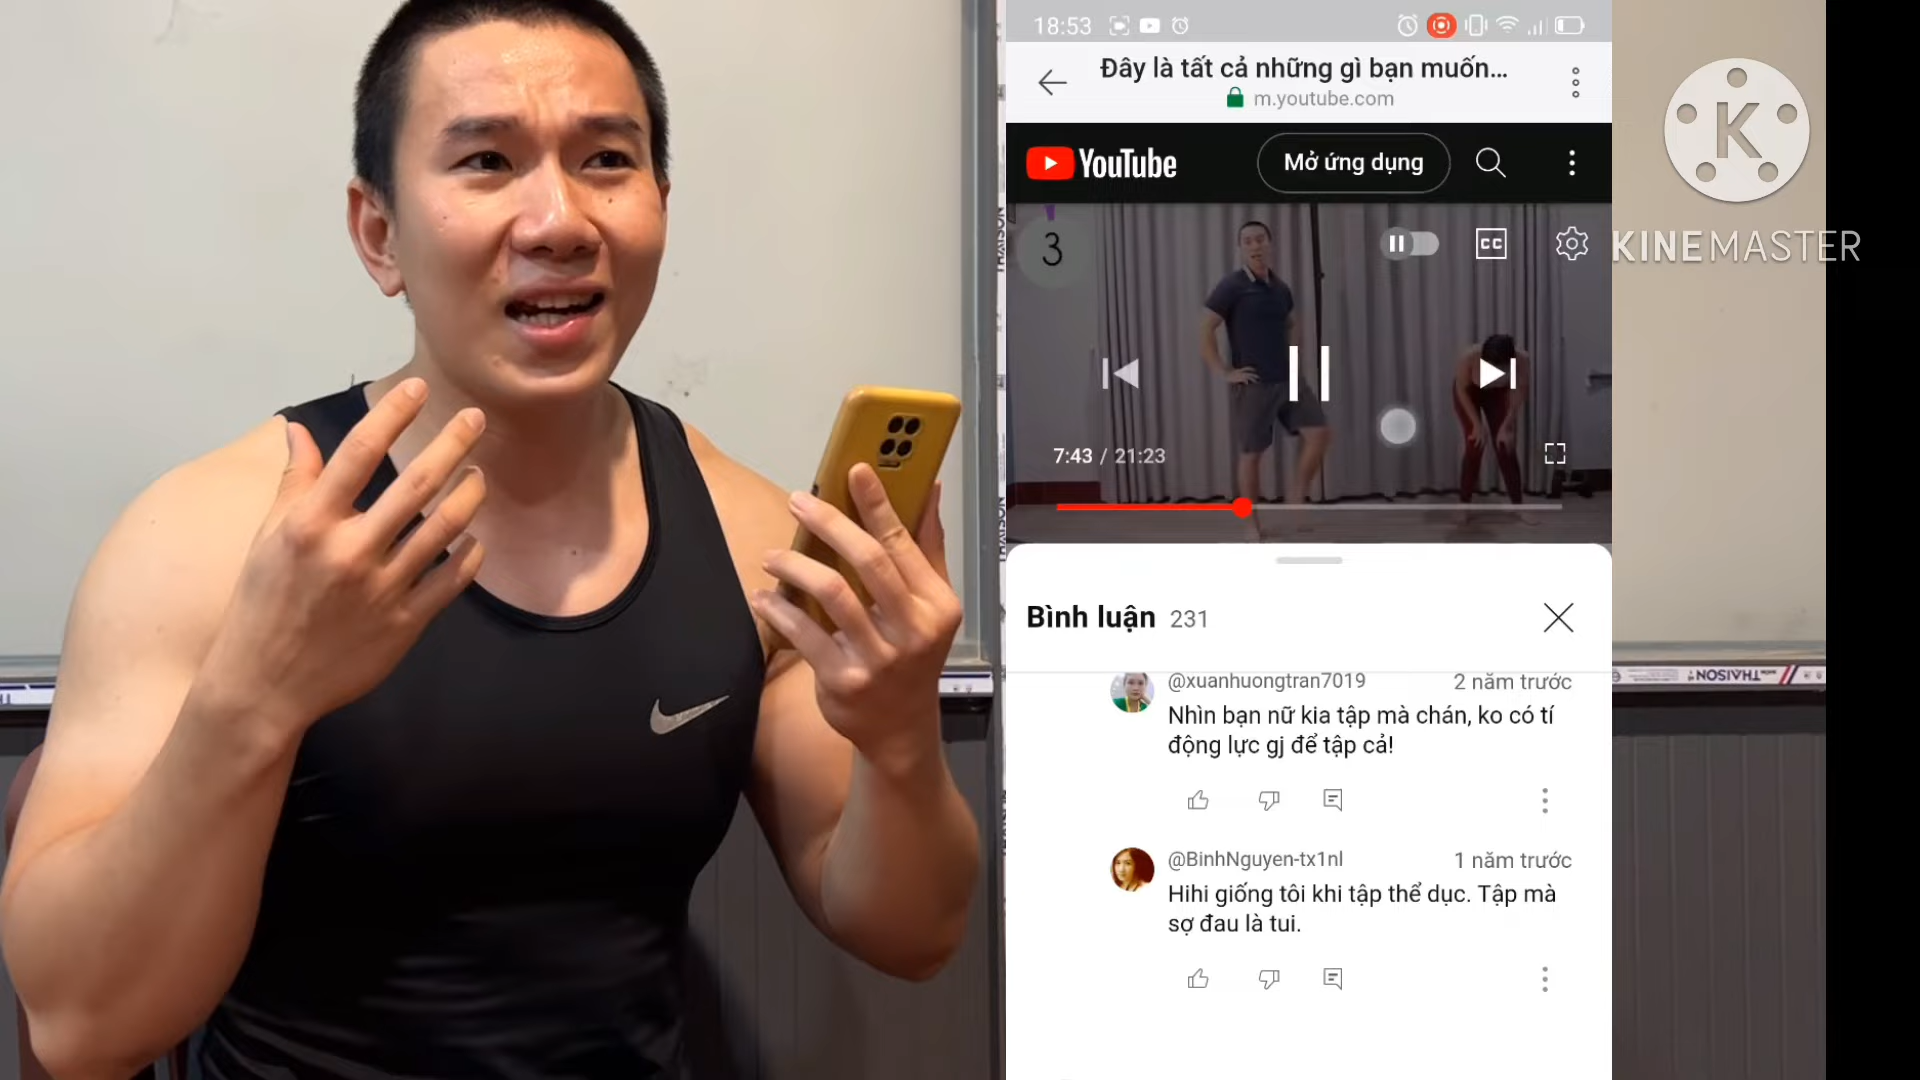 18:53
Đây là tất cả những gì bạn muốn...
m.youtube.com
YouTube
Mở ứng dụng
3
CC
7:43 / 21:23
Bình luận 231
@xuanhuongtran7019 2 năm trước
Nhìn bạn nữ kia tập mà chán, ko có tí
động lực gj để tập cả!
@BinhNguyen-tx1nl 1 năm trước
Hihi giống tôi khi tập thể dục. Tập mà
sợ đau là tui.
K
KINEMASTER
THAISON